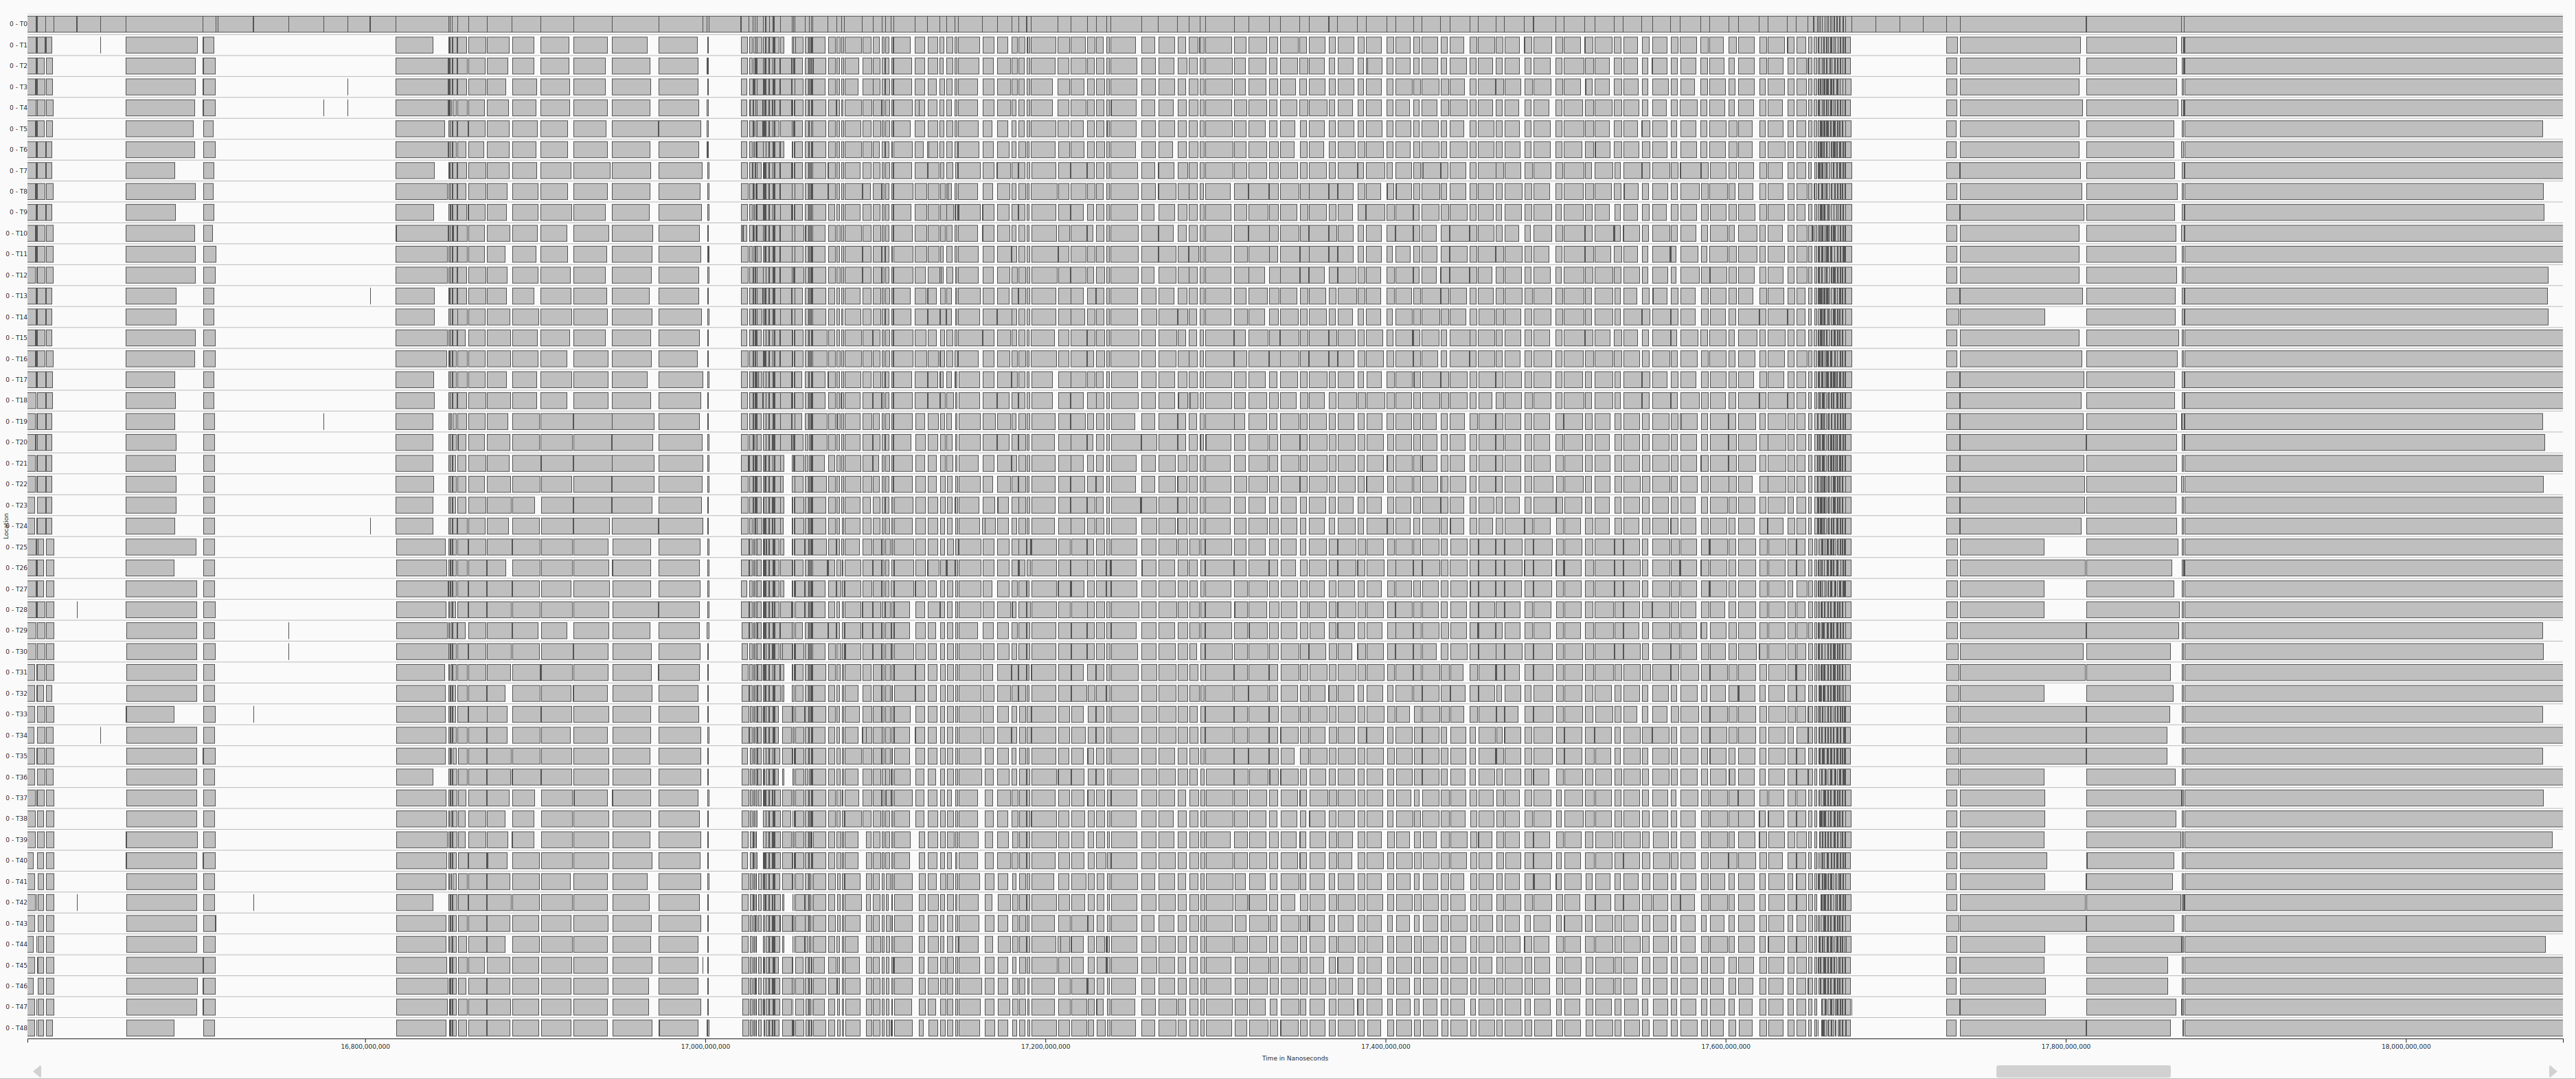 0 - T0
0 - T1
0 - T2
0 - T3
0 - T4
0 - T5
0 - T6
0 - T7
0 - T8
0 - T9
0 - T10
0 - T11
0 - T12
0 - T13
0 - T14
0 - T15
0 - T16
0 - T17
0 - T18
0 - T19
0 - T20
0 - T21
0 - T22
0 - T23
Location
0 - T24
0 - T25
0 - T26
0 - T27
0 - T28
0 - T29
0 - T30
0 - T31
0 - T32
0 - T33
0 - T34
0 - T35
0 - T36
0 - T37
0 - T38
0 - T39
0 - T40
0 - T41
0 - T42
0 - T43
0 - T44
0 - T45
0 - T46
0 - T47
0 - T48
16,800,000,000 17,000,000,000 17,200,000,000 17,400,000,000 17,600,000,000 17,800,000,000 18,000,000,000
Time in Nanoseconds